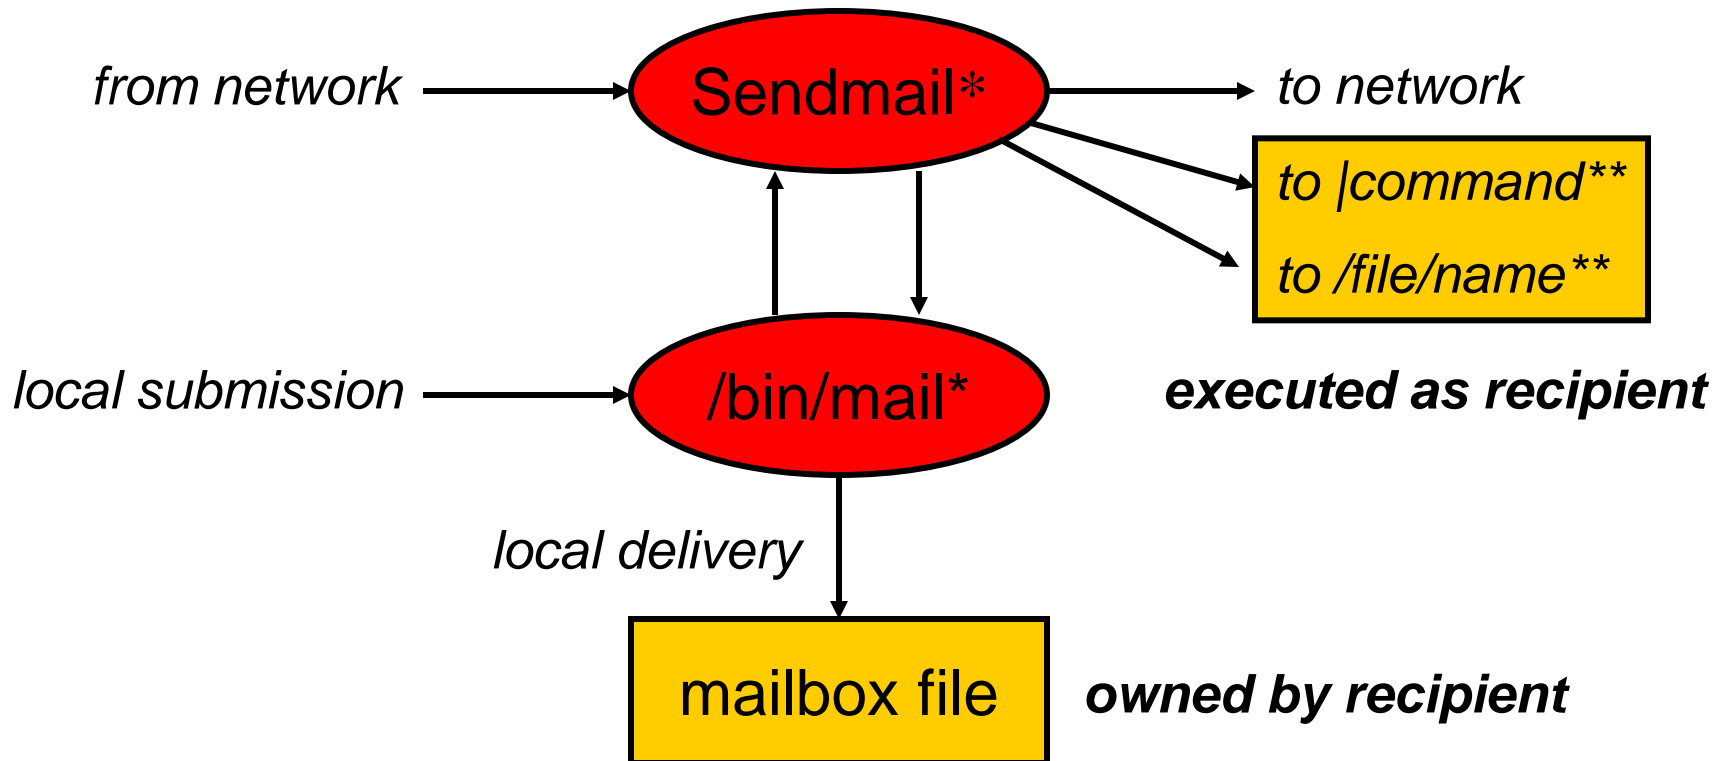 from network
Sendmail*
to network
to |command**
to /file/name**
local submission
/bin/mail*
executed as recipient
local delivery
mailbox file
owned by recipient